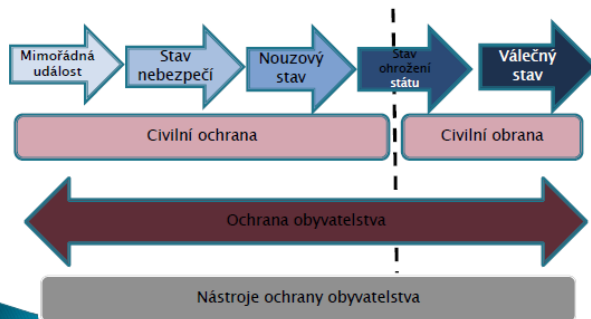 Mimořádná
událost
Stav
nebezpečí
Nouzový
stav
Stav
ohrožení
státu
Válečný
stav
Civilní ochrana
Civilní obrana
Ochrana obyvatelstva
Nástroje ochrany obyvatelstva